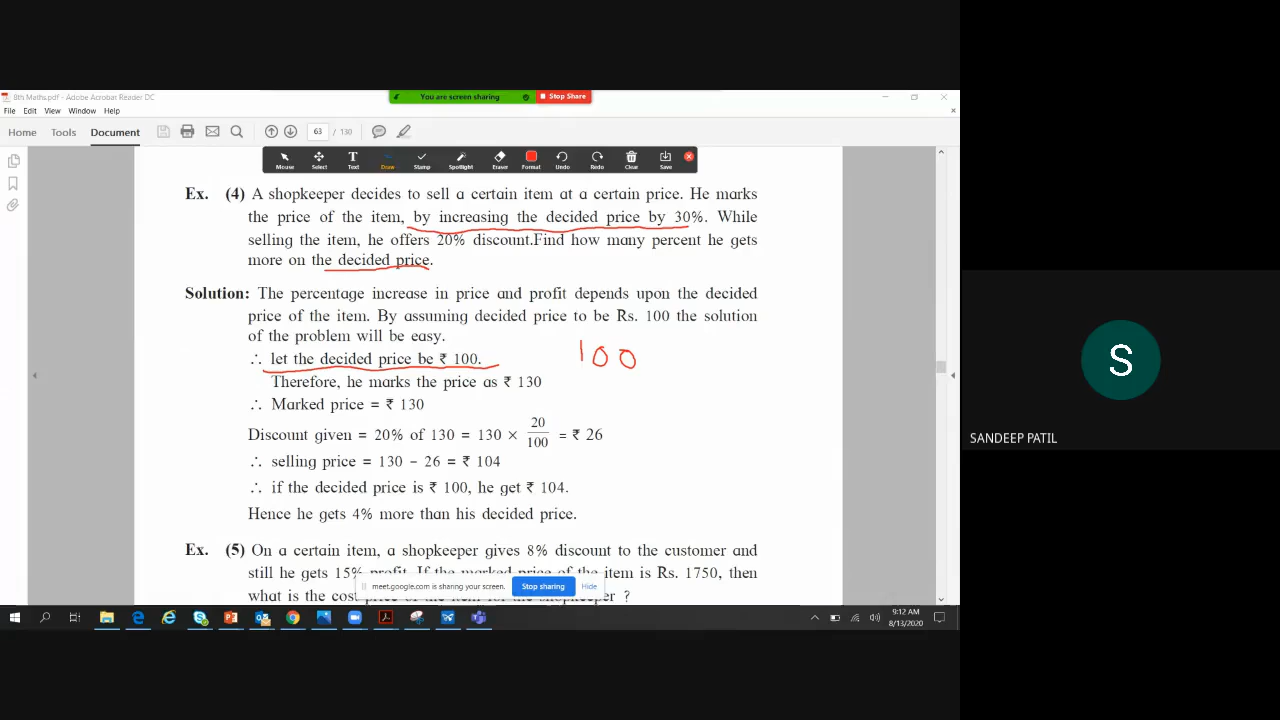 8th Maths.pdf - Adobe Acrobat Reader DC
You are screen sharing
Stop Share
File Edit View Window Help
Home Tools Document
63 / 130
Mouse Select Text Draw Stamp Spotlight Eraser Format Undo Redo Clear Save
Ex. (4) A shopkeeper decides to sell a certain item at a certain price. He marks
the price of the item, by increasing the decided price by 30%. While
selling the item, he offers 20% discount.Find how many percent he gets
more on the decided price.
Solution: The percentage increase in price and profit depends upon the decided
price of the item. By assuming decided price to be Rs. 100 the solution
of the problem will be easy.
∴ let the decided price be ₹ 100.
100
Therefore, he marks the price as ₹ 130
∴ Marked price = ₹ 130
Discount given = 20% of 130 = 130 × 20/100 = ₹ 26
∴ selling price = 130 – 26 = ₹ 104
∴ if the decided price is ₹ 100, he get ₹ 104.
Hence he gets 4% more than his decided price.
Ex. (5) On a certain item, a shopkeeper gives 8% discount to the customer and
still he gets 15% profit. If the marked price of the item is Rs. 1750, then
what is the cost price of the item for the shopkeeper ?
meet.google.com is sharing your screen.
Stop sharing
Hide
9:12 AM
8/13/2020
S
SANDEEP PATIL